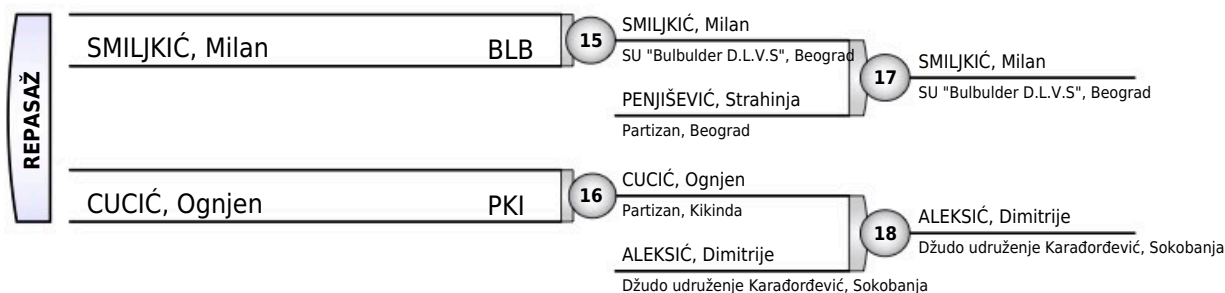 REPASAŽ
SMILJKIĆ, Milan BLB
15
SMILJKIĆ, Milan
SU "Bulbulder D.L.V.S", Beograd
PENJIŠEVIĆ, Strahinja
Partizan, Beograd
17
SMILJKIĆ, Milan
SU "Bulbulder D.L.V.S", Beograd
CUCIĆ, Ognjen PKI
16
CUCIĆ, Ognjen
Partizan, Kikinda
ALEKSIĆ, Dimitrije
Džudo udruženje Karađorđević, Sokobanja
18
ALEKSIĆ, Dimitrije
Džudo udruženje Karađorđević, Sokobanja